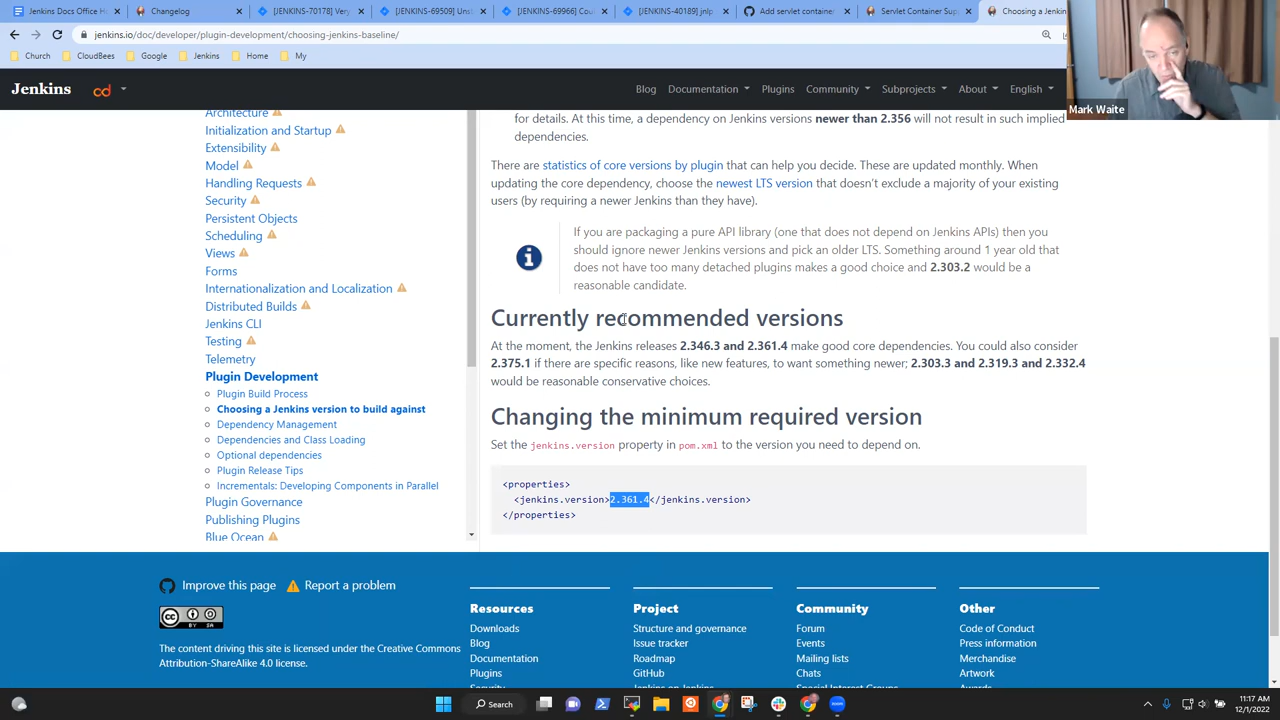 Jenkins Docs Office H
Changelog
[JENKINS-70178] Very
[JENKINS-69509] Unst
[JENKINS-69966] Cou
[JENKINS-40189] jnlp
Add servlet container
Servlet Container Sup
Choosing a Jenkin
jenkins.io/doc/developer/plugin-development/choosing-jenkins-baseline/
Church
CloudBees
Google
Jenkins
Home
My
Mark Waite
Jenkins
cd
Blog
Documentation
Plugins
Community
Subprojects
About
English
Architecture
Initialization and Startup
Extensibility
Model
Handling Requests
Security
Persistent Objects
Scheduling
Views
Forms
Internationalization and Localization
Distributed Builds
Jenkins CLI
Testing
Telemetry
Plugin Development
Plugin Build Process
Choosing a Jenkins version to build against
Dependency Management
Dependencies and Class Loading
Optional dependencies
Plugin Release Tips
Incrementals: Developing Components in Parallel
Plugin Governance
Publishing Plugins
Blue Ocean
for details. At this time, a dependency on Jenkins versions newer than 2.356 will not result in such implied
dependencies.
There are statistics of core versions by plugin that can help you decide. These are updated monthly. When
updating the core dependency, choose the newest LTS version that doesn't exclude a majority of your existing
users (by requiring a newer Jenkins than they have).
If you are packaging a pure API library (one that does not depend on Jenkins APIs) then you
should ignore newer Jenkins versions and pick an older LTS. Something around 1 year old that
does not have too many detached plugins makes a good choice and 2.303.2 would be a
reasonable candidate.
Currently recommended versions
At the moment, the Jenkins releases 2.346.3 and 2.361.4 make good core dependencies. You could also consider
2.375.1 if there are specific reasons, like new features, to want something newer; 2.303.3 and 2.319.3 and 2.332.4
would be reasonable conservative choices.
Changing the minimum required version
Set the jenkins.version property in pom.xml to the version you need to depend on.
<properties>
<jenkins.version>2.361.4</jenkins.version>
</properties>
Improve this page
Report a problem
CC
BY SA
The content driving this site is licensed under the Creative Commons
Attribution-ShareAlike 4.0 license.
Resources
Downloads
Blog
Documentation
Plugins
Security
Project
Structure and governance
Issue tracker
Roadmap
GitHub
Jenkins on Jenkins
Community
Forum
Events
Mailing lists
Chats
Special Interest Groups
Other
Code of Conduct
Press information
Merchandise
Artwork
Awards
Search
11:17 AM
12/1/2022